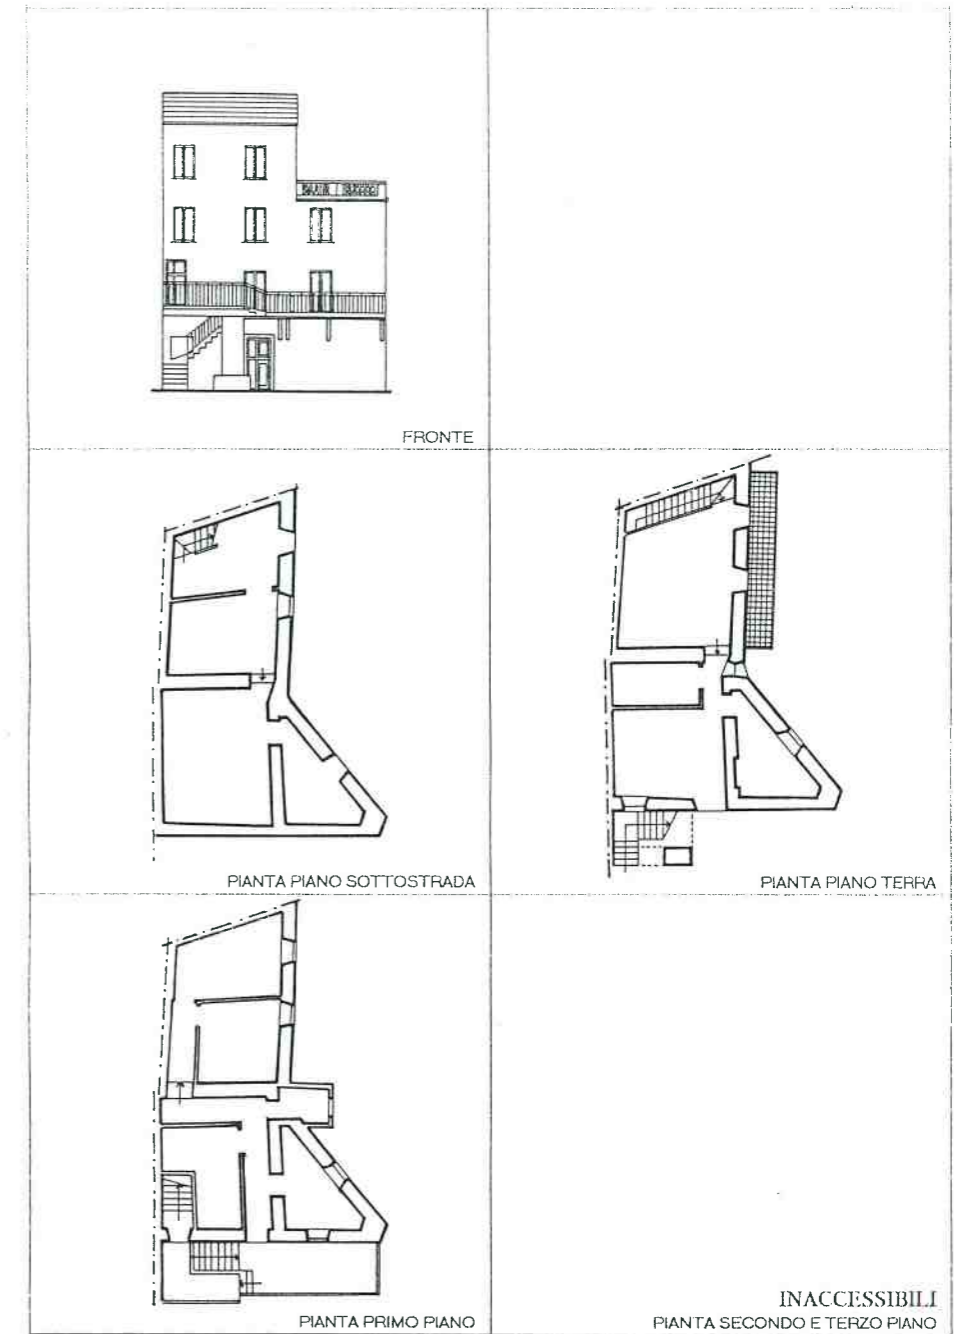 FRONTE
PIANTA PIANO SOTTOSTRADA
PIANTA PIANO TERRA
PIANTA PRIMO PIANO
INACCESSIBILI
PIANTA SECONDO E TERZO PIANO